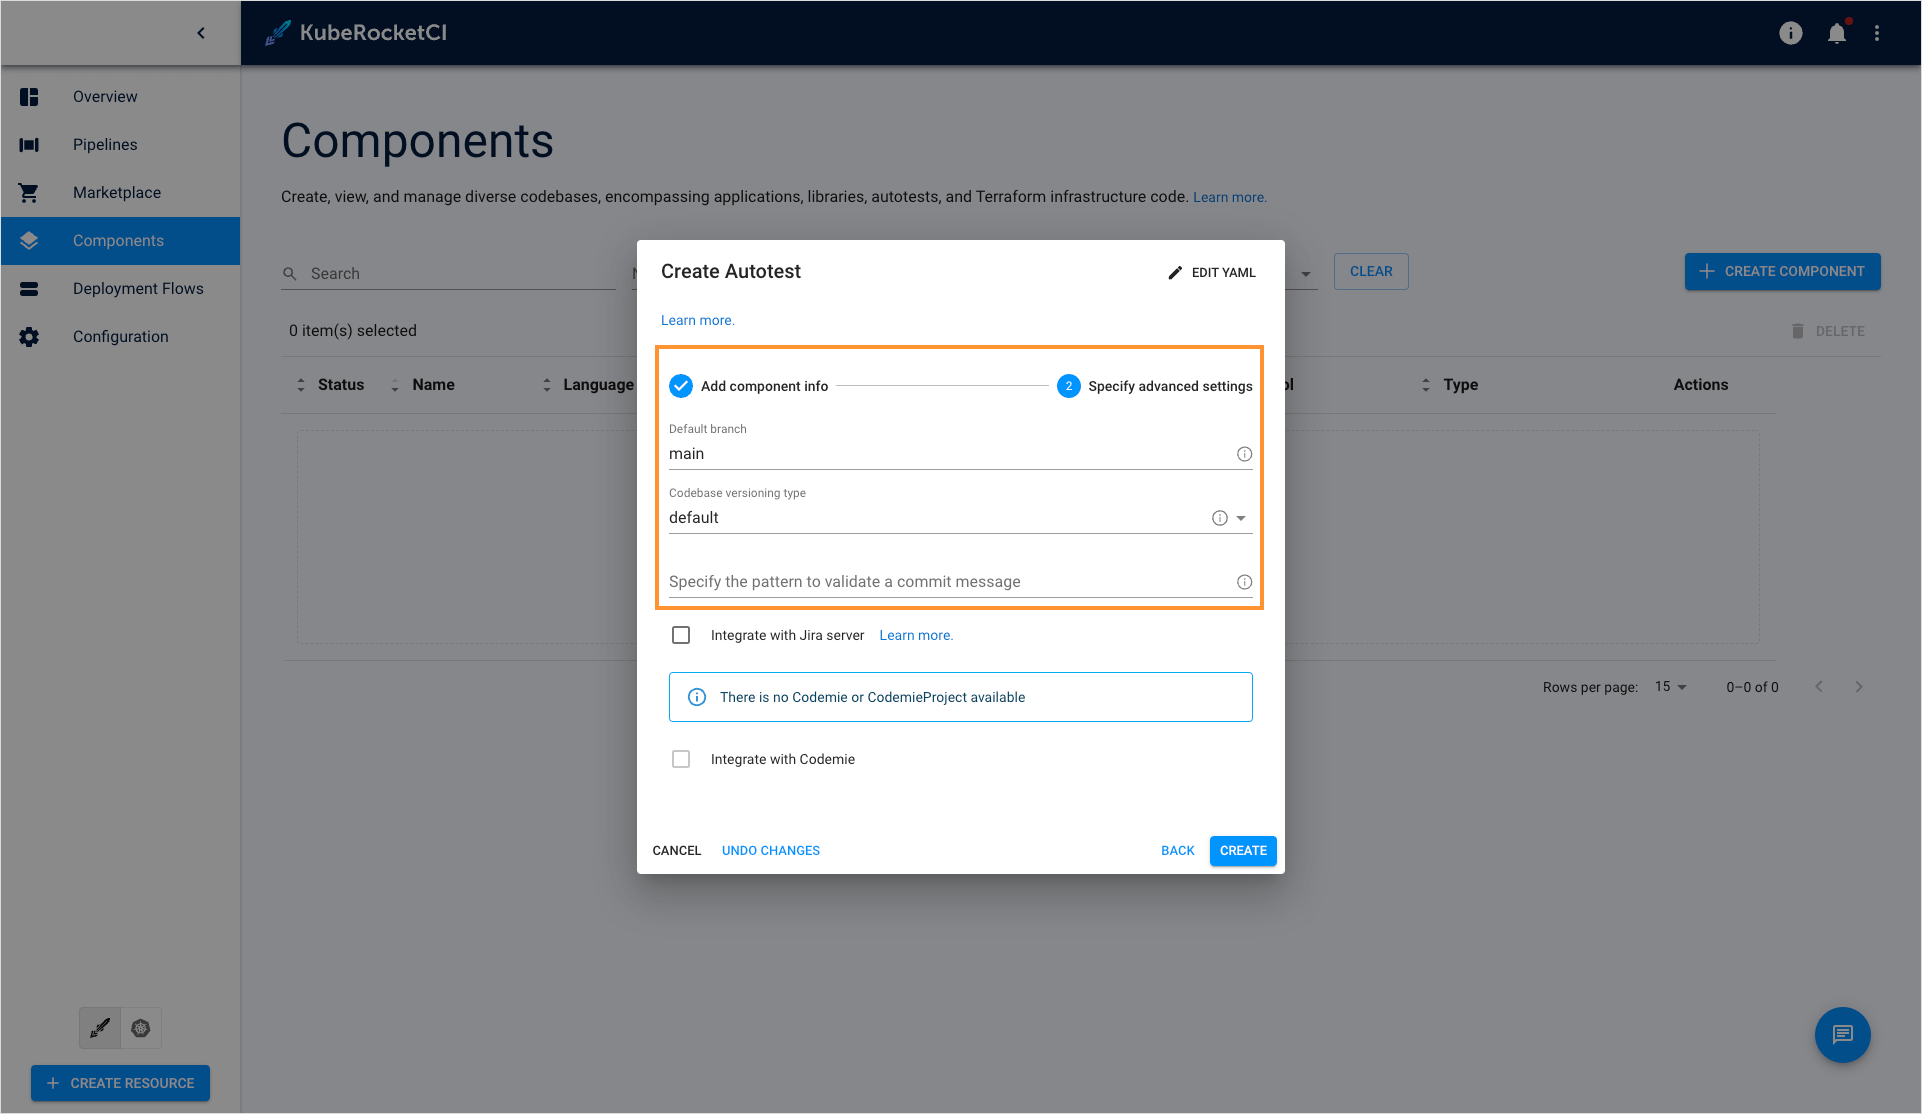 KubeRocketCI
Overview
Pipelines
Marketplace
Components
Deployment Flows
Configuration
CREATE RESOURCE
Components
Create, view, and manage diverse codebases, encompassing applications, libraries, autotests, and Terraform infrastructure code. Learn more.
Search
CLEAR
CREATE COMPONENT
0 item(s) selected
DELETE
Status
Name
Language
Type
Actions
Rows per page: 15
0–0 of 0
Create Autotest
EDIT YAML
Learn more.
Add component info
2 Specify advanced settings
Default branch
main
Codebase versioning type
default
Specify the pattern to validate a commit message
Integrate with Jira server Learn more.
There is no Codemie or CodemieProject available
Integrate with Codemie
CANCEL
UNDO CHANGES
BACK
CREATE